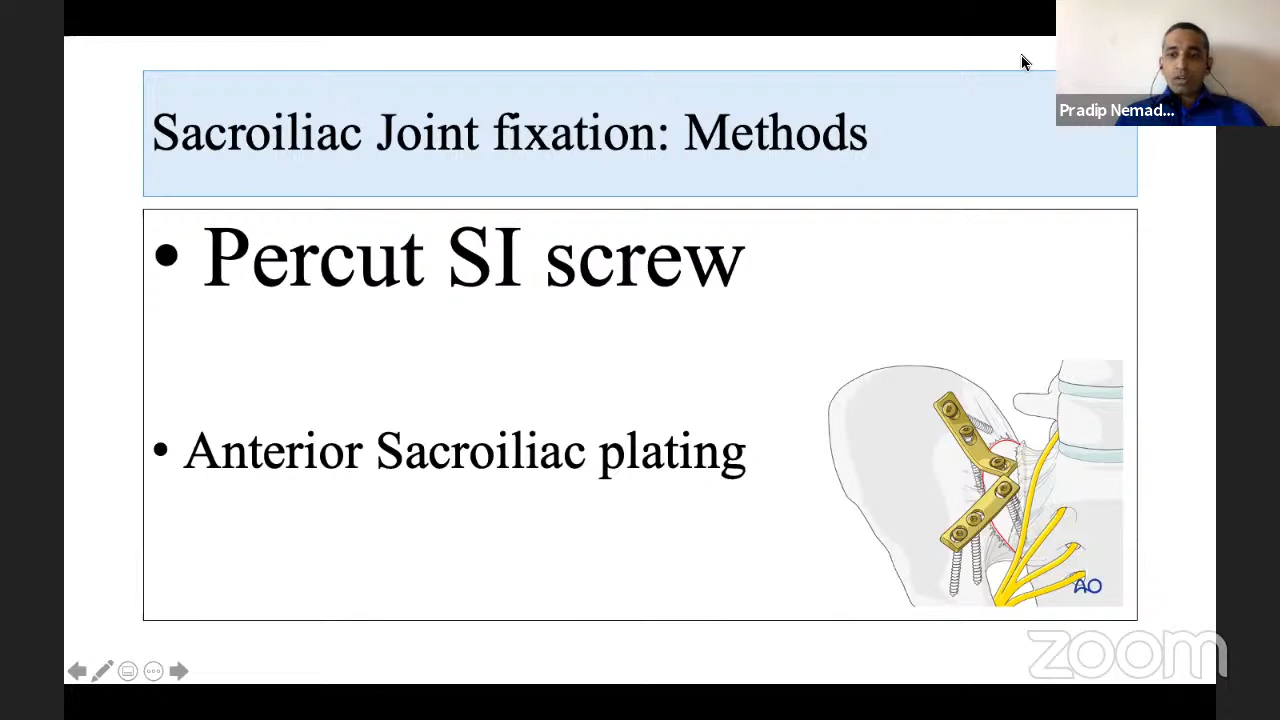 Sacroiliac Joint fixation: Methods
Pradip Nemad...
• Percut SI screw
• Anterior Sacroiliac plating
AO
zoom